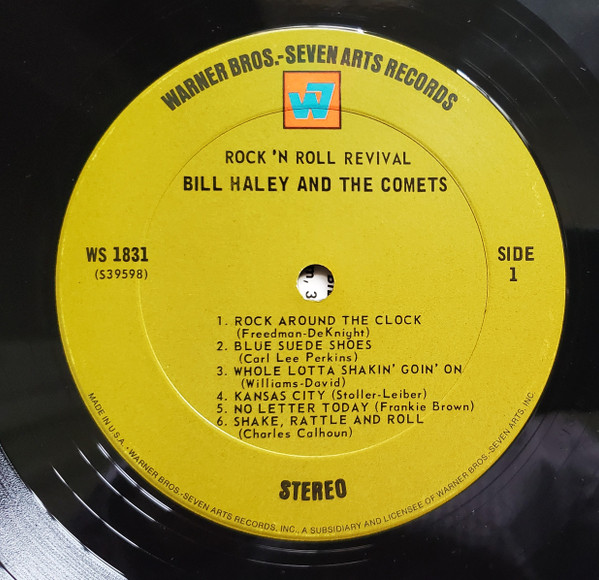 WARNER BROS.-SEVEN ARTS RECORDS
W7
ROCK 'N ROLL REVIVAL
BILL HALEY AND THE COMETS
WS 1831
(S39598)
SIDE
1
1. ROCK AROUND THE CLOCK
(Freedman-DeKnight)
2. BLUE SUEDE SHOES
(Carl Lee Perkins)
3. WHOLE LOTTA SHAKIN' GOIN' ON
(Williams-David)
4. KANSAS CITY (Stoller-Leiber)
5. NO LETTER TODAY (Frankie Brown)
6. SHAKE, RATTLE AND ROLL
(Charles Calhoun)
STEREO
MADE IN U.S.A. • WARNER BROS.-SEVEN ARTS RECORDS, INC., A SUBSIDIARY AND LICENSEE OF WARNER BROS.-SEVEN ARTS, INC.